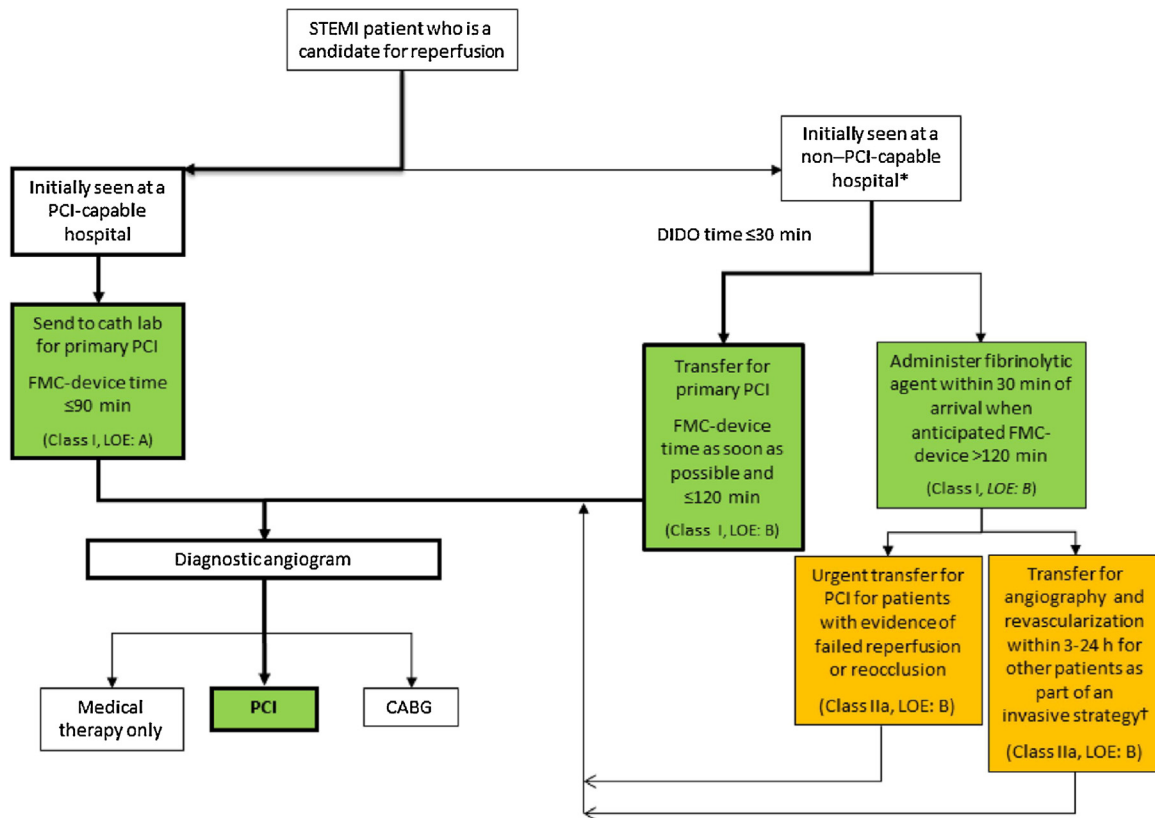 STEMI patient who is a
candidate for reperfusion
Initially seen at a
non–PCI-capable
hospital*
Initially seen at a
PCI-capable
hospital
DIDO time ≤30 min
Send to cath lab
for primary PCI
FMC-device time
≤90 min
(Class I, LOE: A)
Transfer for
primary PCI
FMC-device
time as soon as
possible and
≤120 min
(Class I, LOE: B)
Administer fibrinolytic
agent within 30 min of
arrival when
anticipated FMC-
device >120 min
(Class I, LOE: B)
Diagnostic angiogram
Urgent transfer for
PCI for patients
with evidence of
failed reperfusion
or reocclusion
(Class IIa, LOE: B)
Transfer for
angiography and
revascularization
within 3-24 h for
other patients as
part of an
invasive strategy†
(Class IIa, LOE: B)
Medical
therapy only
PCI
CABG